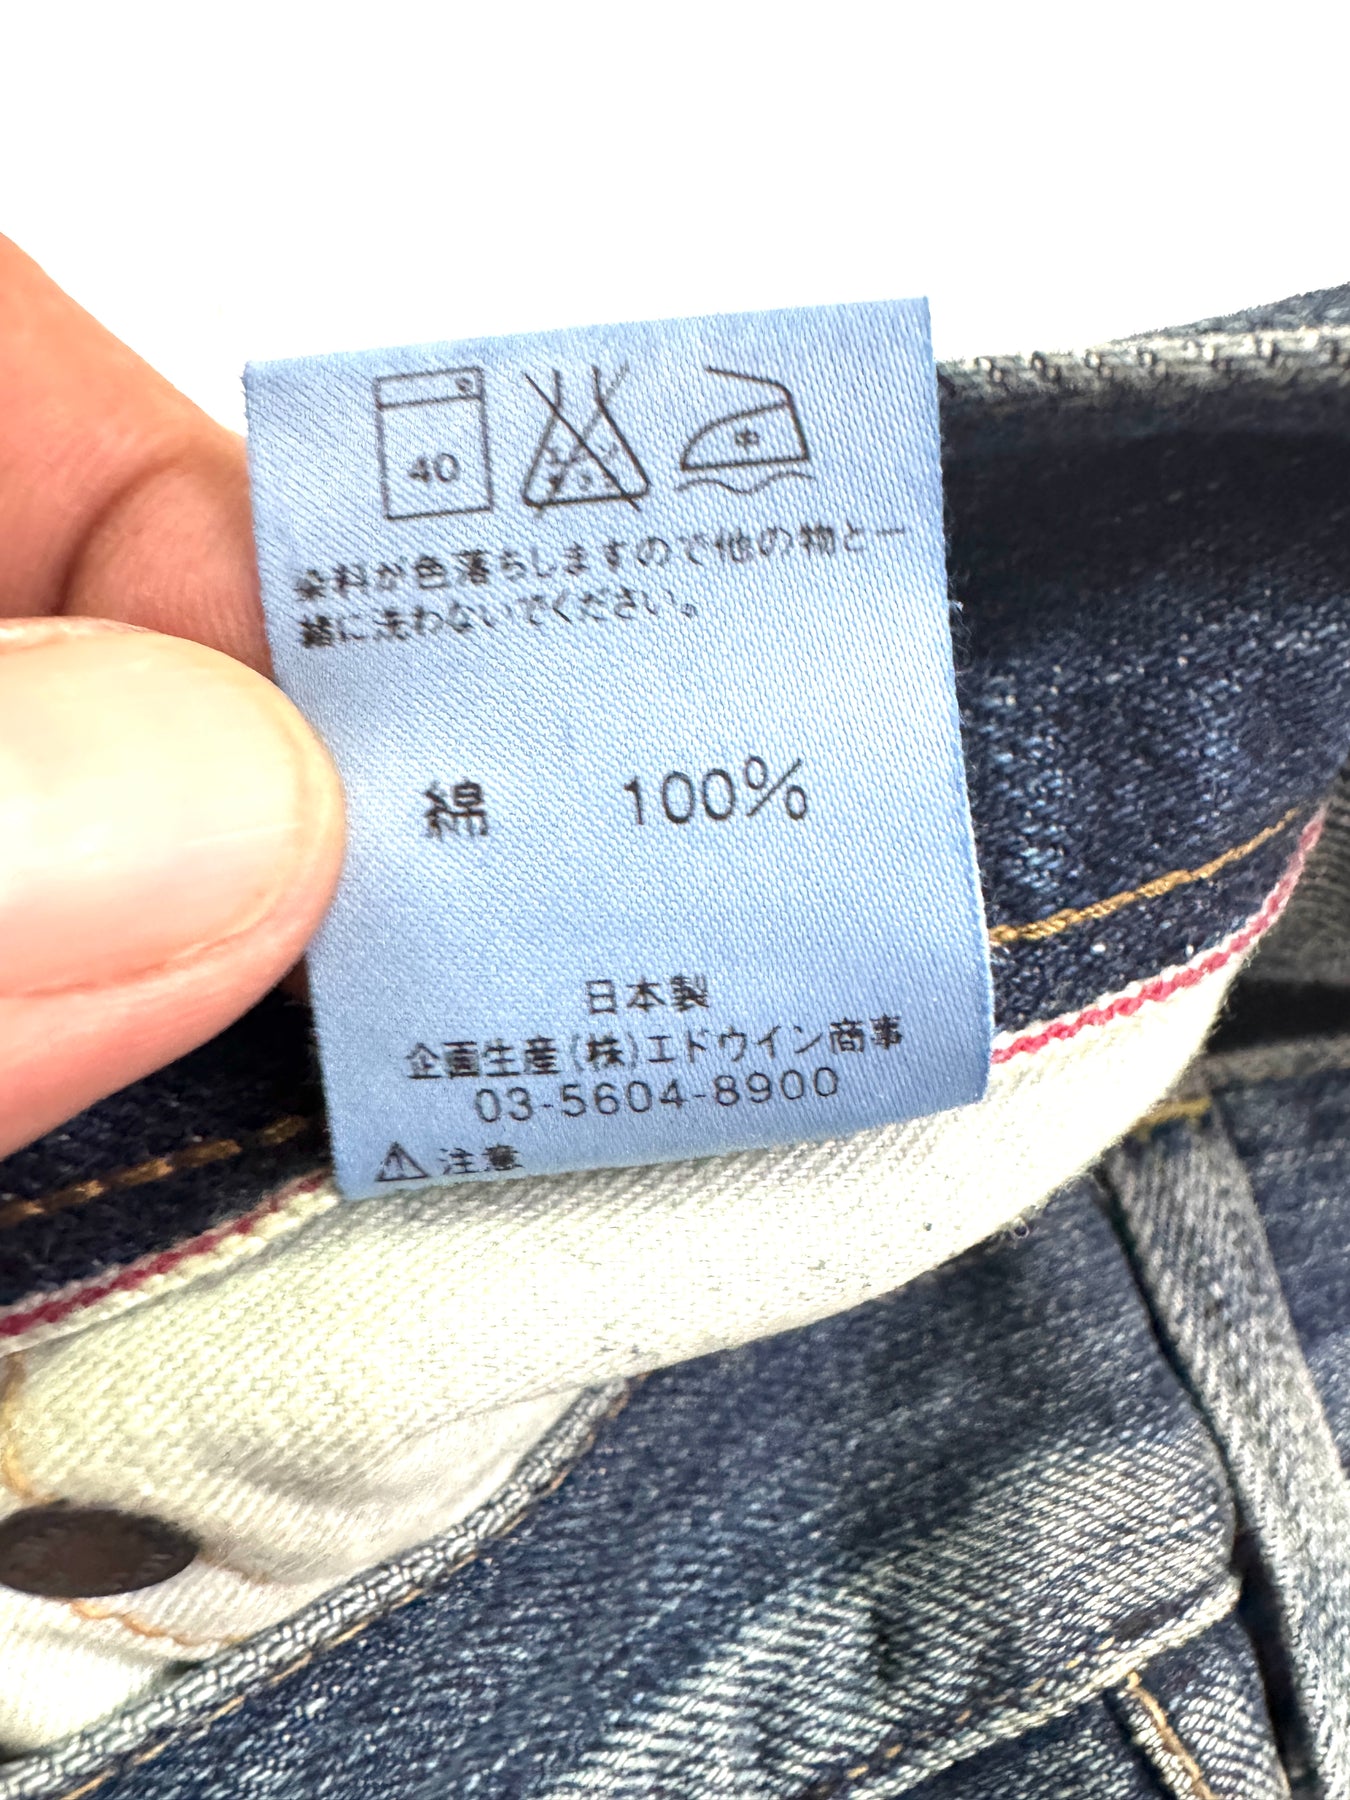 40
中
染料が色落ちしますので他の物と一
緒に洗わないでください。
綿 100%
日本製
企画生産(株)エドウイン商事
03-5604-8900
注意